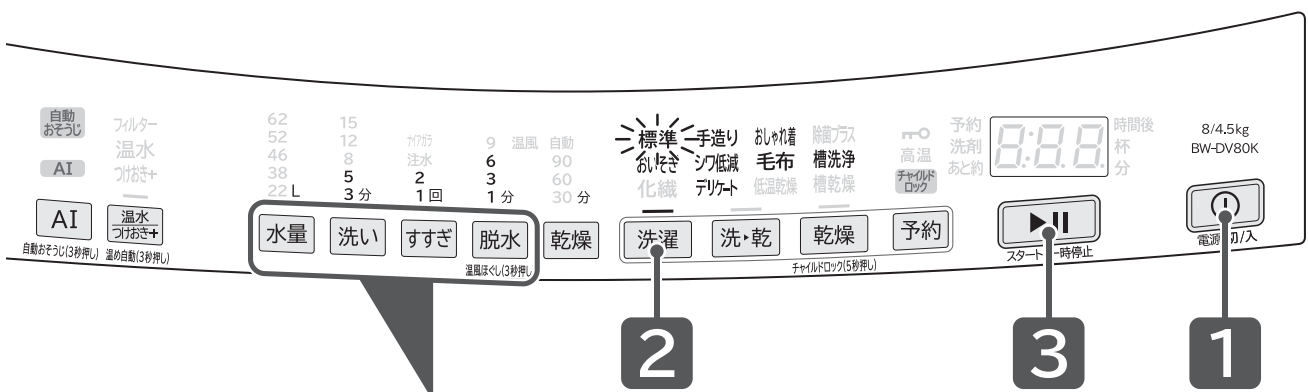 自動
おそうじ
AI
AI
自動おそうじ(3秒押し)
フィルター
温水
つけおき+
温水
つけおき+
温め自動(3秒押し)
62
52
46
38
22 L
水量
15
12
8
5
3 分
洗い
ナイアガラ
注水
2
1 回
すすぎ
9 温風
6
3
1 分
脱水
温風ほぐし(3秒押し)
自動
90
60
30 分
乾燥
標準 手造り おしゃれ着 除菌プラス
おいそぎ シワ低減 毛布 槽洗浄
化繊 デリケート 低温乾燥 槽乾燥
洗濯
洗・乾
乾燥
チャイルドロック(5秒押し)
高温
チャイルド
ロック
予約
予約
洗剤
あと約
8:8.8.
時間後
杯
分
スタート 一時停止
8/4.5kg
BW-DV80K
電源 切/入
2
3
1